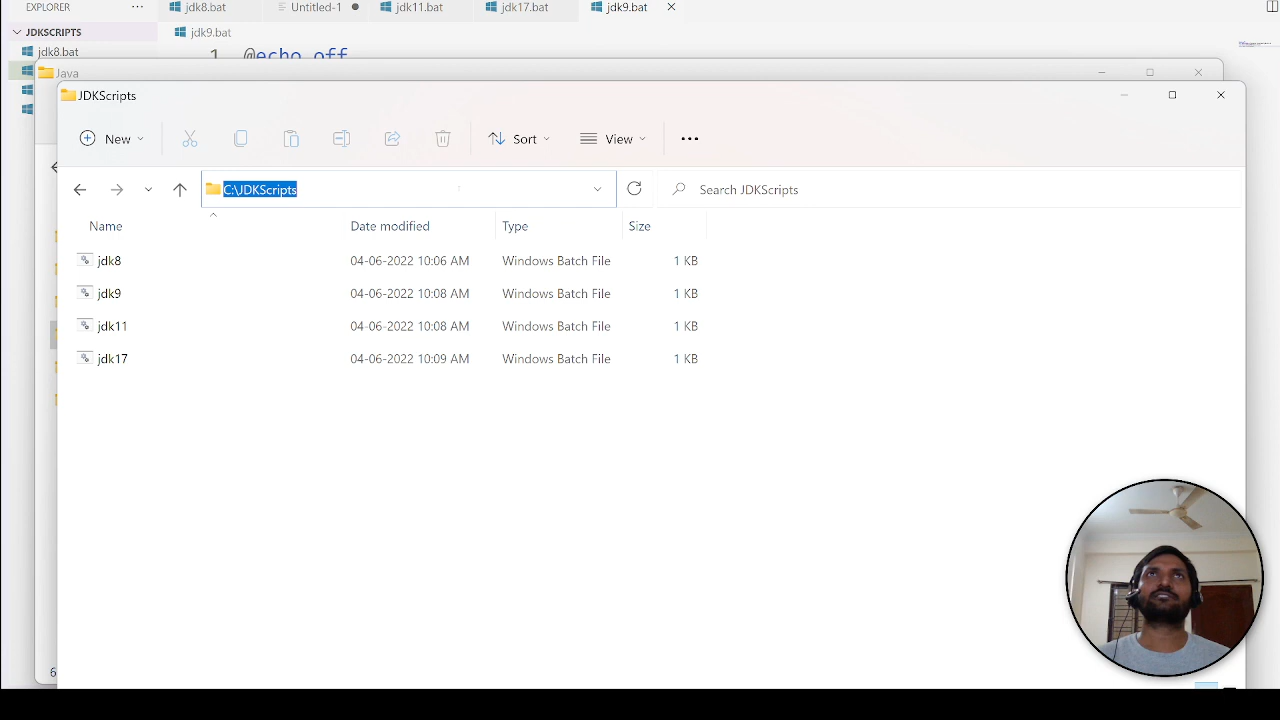 EXPLORER ... jdk8.bat Untitled-1 jdk11.bat jdk17.bat jdk9.bat
JDKSCRIPTS jdk9.bat
jdk8.bat 1 @echo off
Java
JDKScripts
New Sort View ...
C:\JDKScripts Search JDKScripts
Name Date modified Type Size
jdk8 04-06-2022 10:06 AM Windows Batch File 1 KB
jdk9 04-06-2022 10:08 AM Windows Batch File 1 KB
jdk11 04-06-2022 10:08 AM Windows Batch File 1 KB
jdk17 04-06-2022 10:09 AM Windows Batch File 1 KB
6